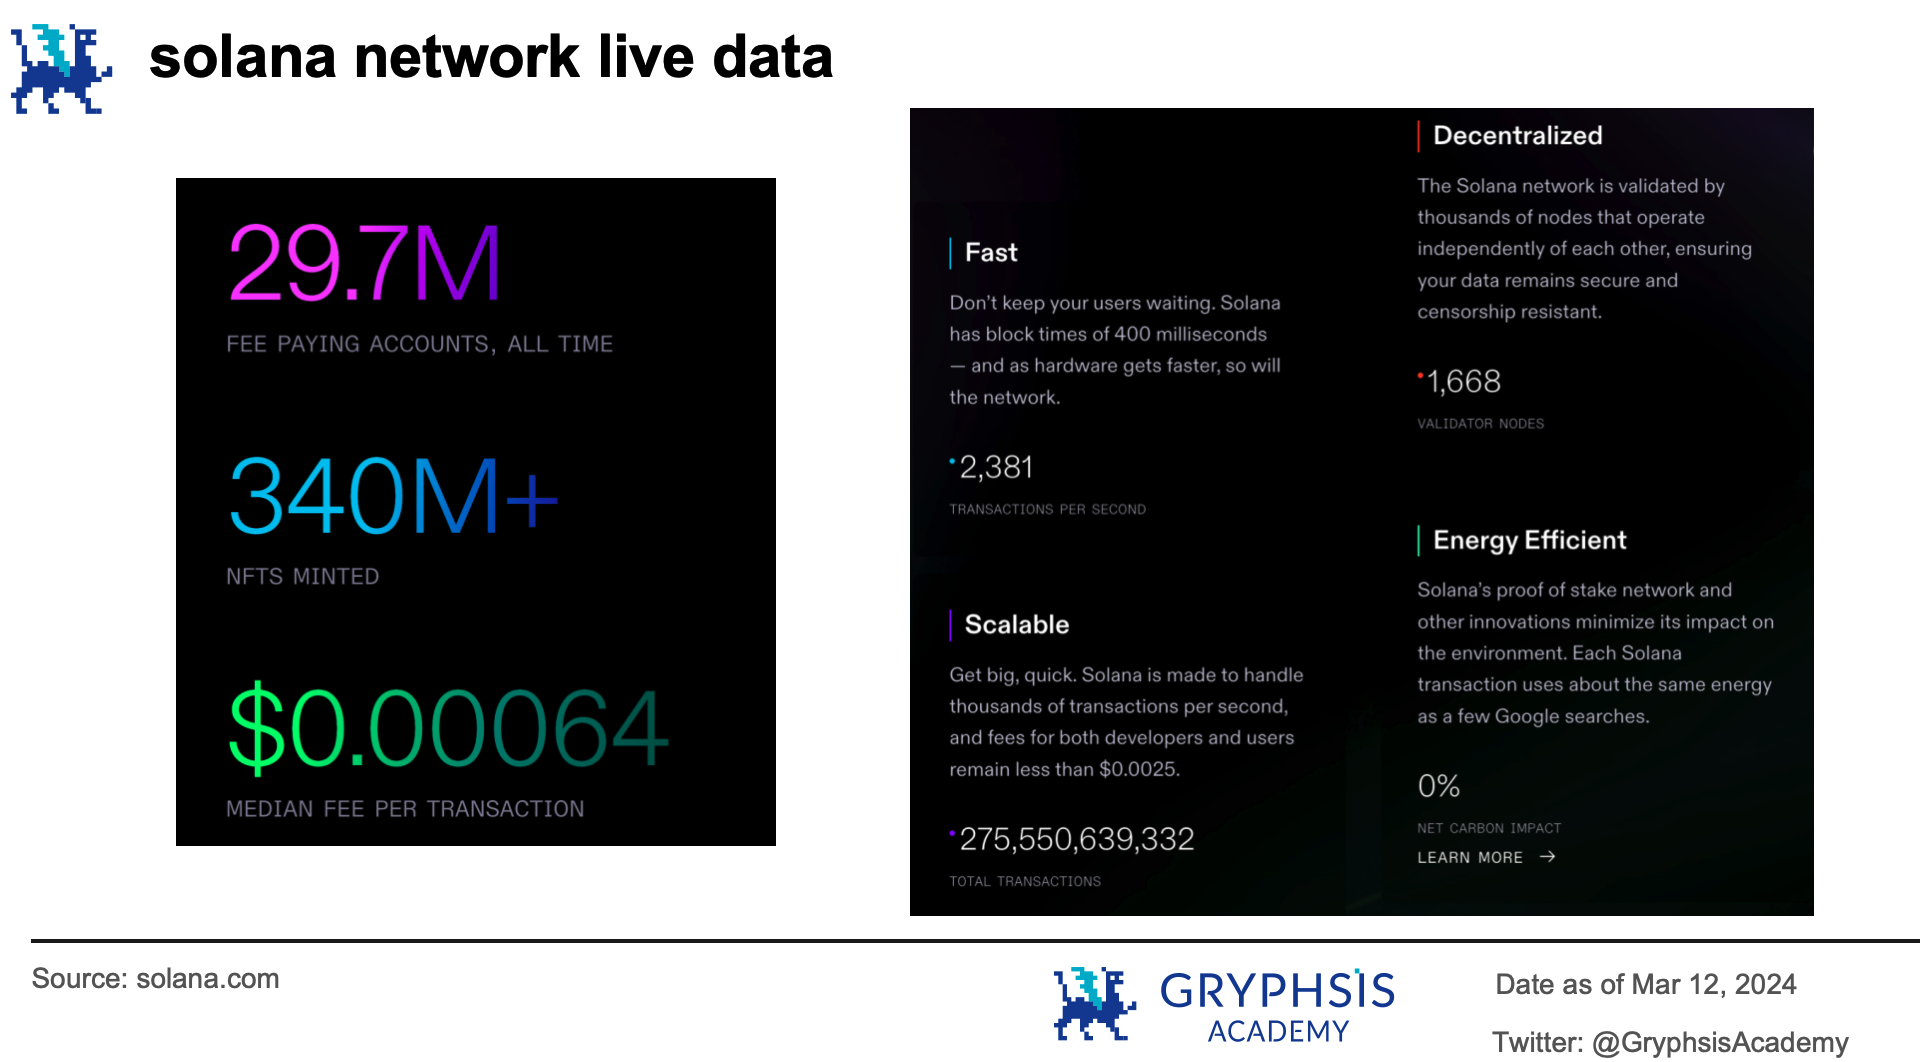 solana network live data
29.7M
FEE PAYING ACCOUNTS, ALL TIME
340M+
NFTS MINTED
$0.00064
MEDIAN FEE PER TRANSACTION
Fast
Don’t keep your users waiting. Solana
has block times of 400 milliseconds
— and as hardware gets faster, so will
the network.
2,381
TRANSACTIONS PER SECOND
Scalable
Get big, quick. Solana is made to handle
thousands of transactions per second,
and fees for both developers and users
remain less than $0.0025.
275,550,639,332
TOTAL TRANSACTIONS
Decentralized
The Solana network is validated by
thousands of nodes that operate
independently of each other, ensuring
your data remains secure and
censorship resistant.
1,668
VALIDATOR NODES
Energy Efficient
Solana’s proof of stake network and
other innovations minimize its impact on
the environment. Each Solana
transaction uses about the same energy
as a few Google searches.
0%
NET CARBON IMPACT
LEARN MORE →
Source: solana.com
GRYPHSIS
ACADEMY
Date as of Mar 12, 2024
Twitter: @GryphsisAcademy